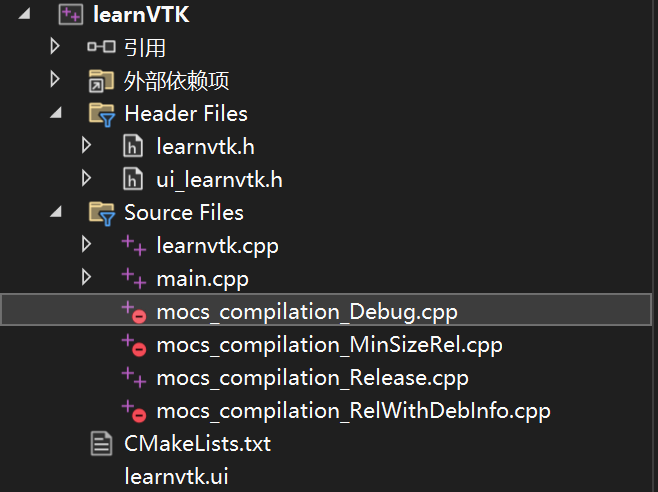 learnVTK
引用
外部依赖项
Header Files
learnvtk.h
ui_learnvtk.h
Source Files
learnvtk.cpp
main.cpp
mocs_compilation_Debug.cpp
mocs_compilation_MinSizeRel.cpp
mocs_compilation_Release.cpp
mocs_compilation_RelWithDebInfo.cpp
CMakeLists.txt
learnvtk.ui